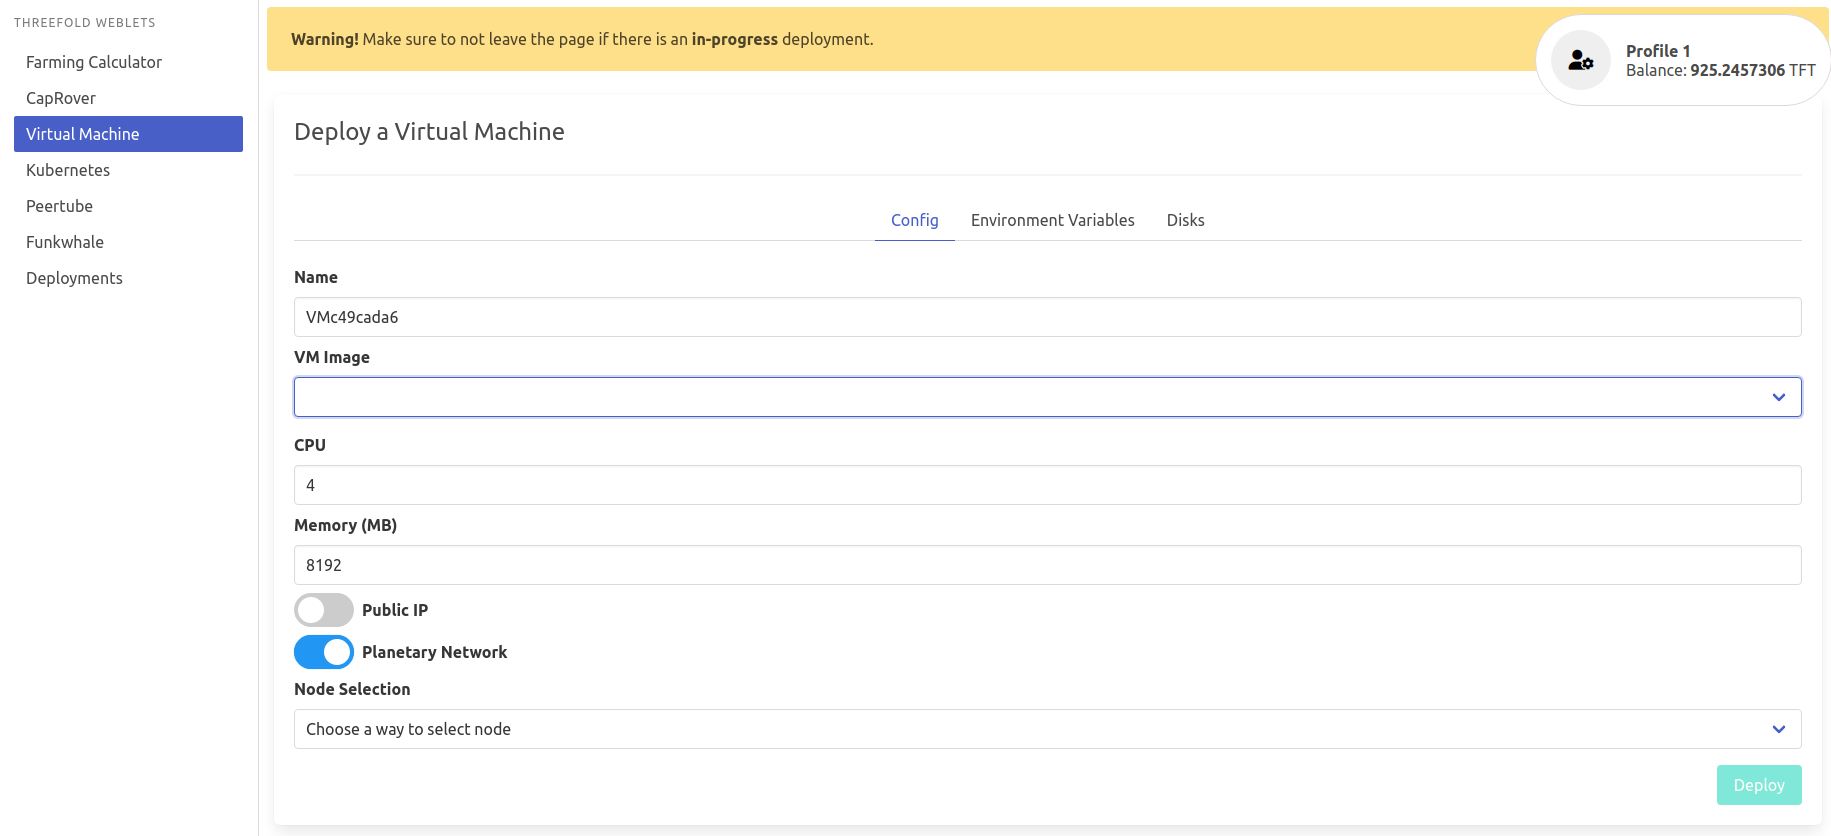 THREEFOLD WEBLETS
Farming Calculator
CapRover
Virtual Machine
Kubernetes
Peertube
Funkwhale
Deployments
Warning! Make sure to not leave the page if there is an in-progress deployment.
Profile 1
Balance: 925.2457306 TFT
Deploy a Virtual Machine
Config Environment Variables Disks
Name
VMc49cada6
VM Image
CPU
4
Memory (MB)
8192
Public IP
Planetary Network
Node Selection
Choose a way to select node
Deploy